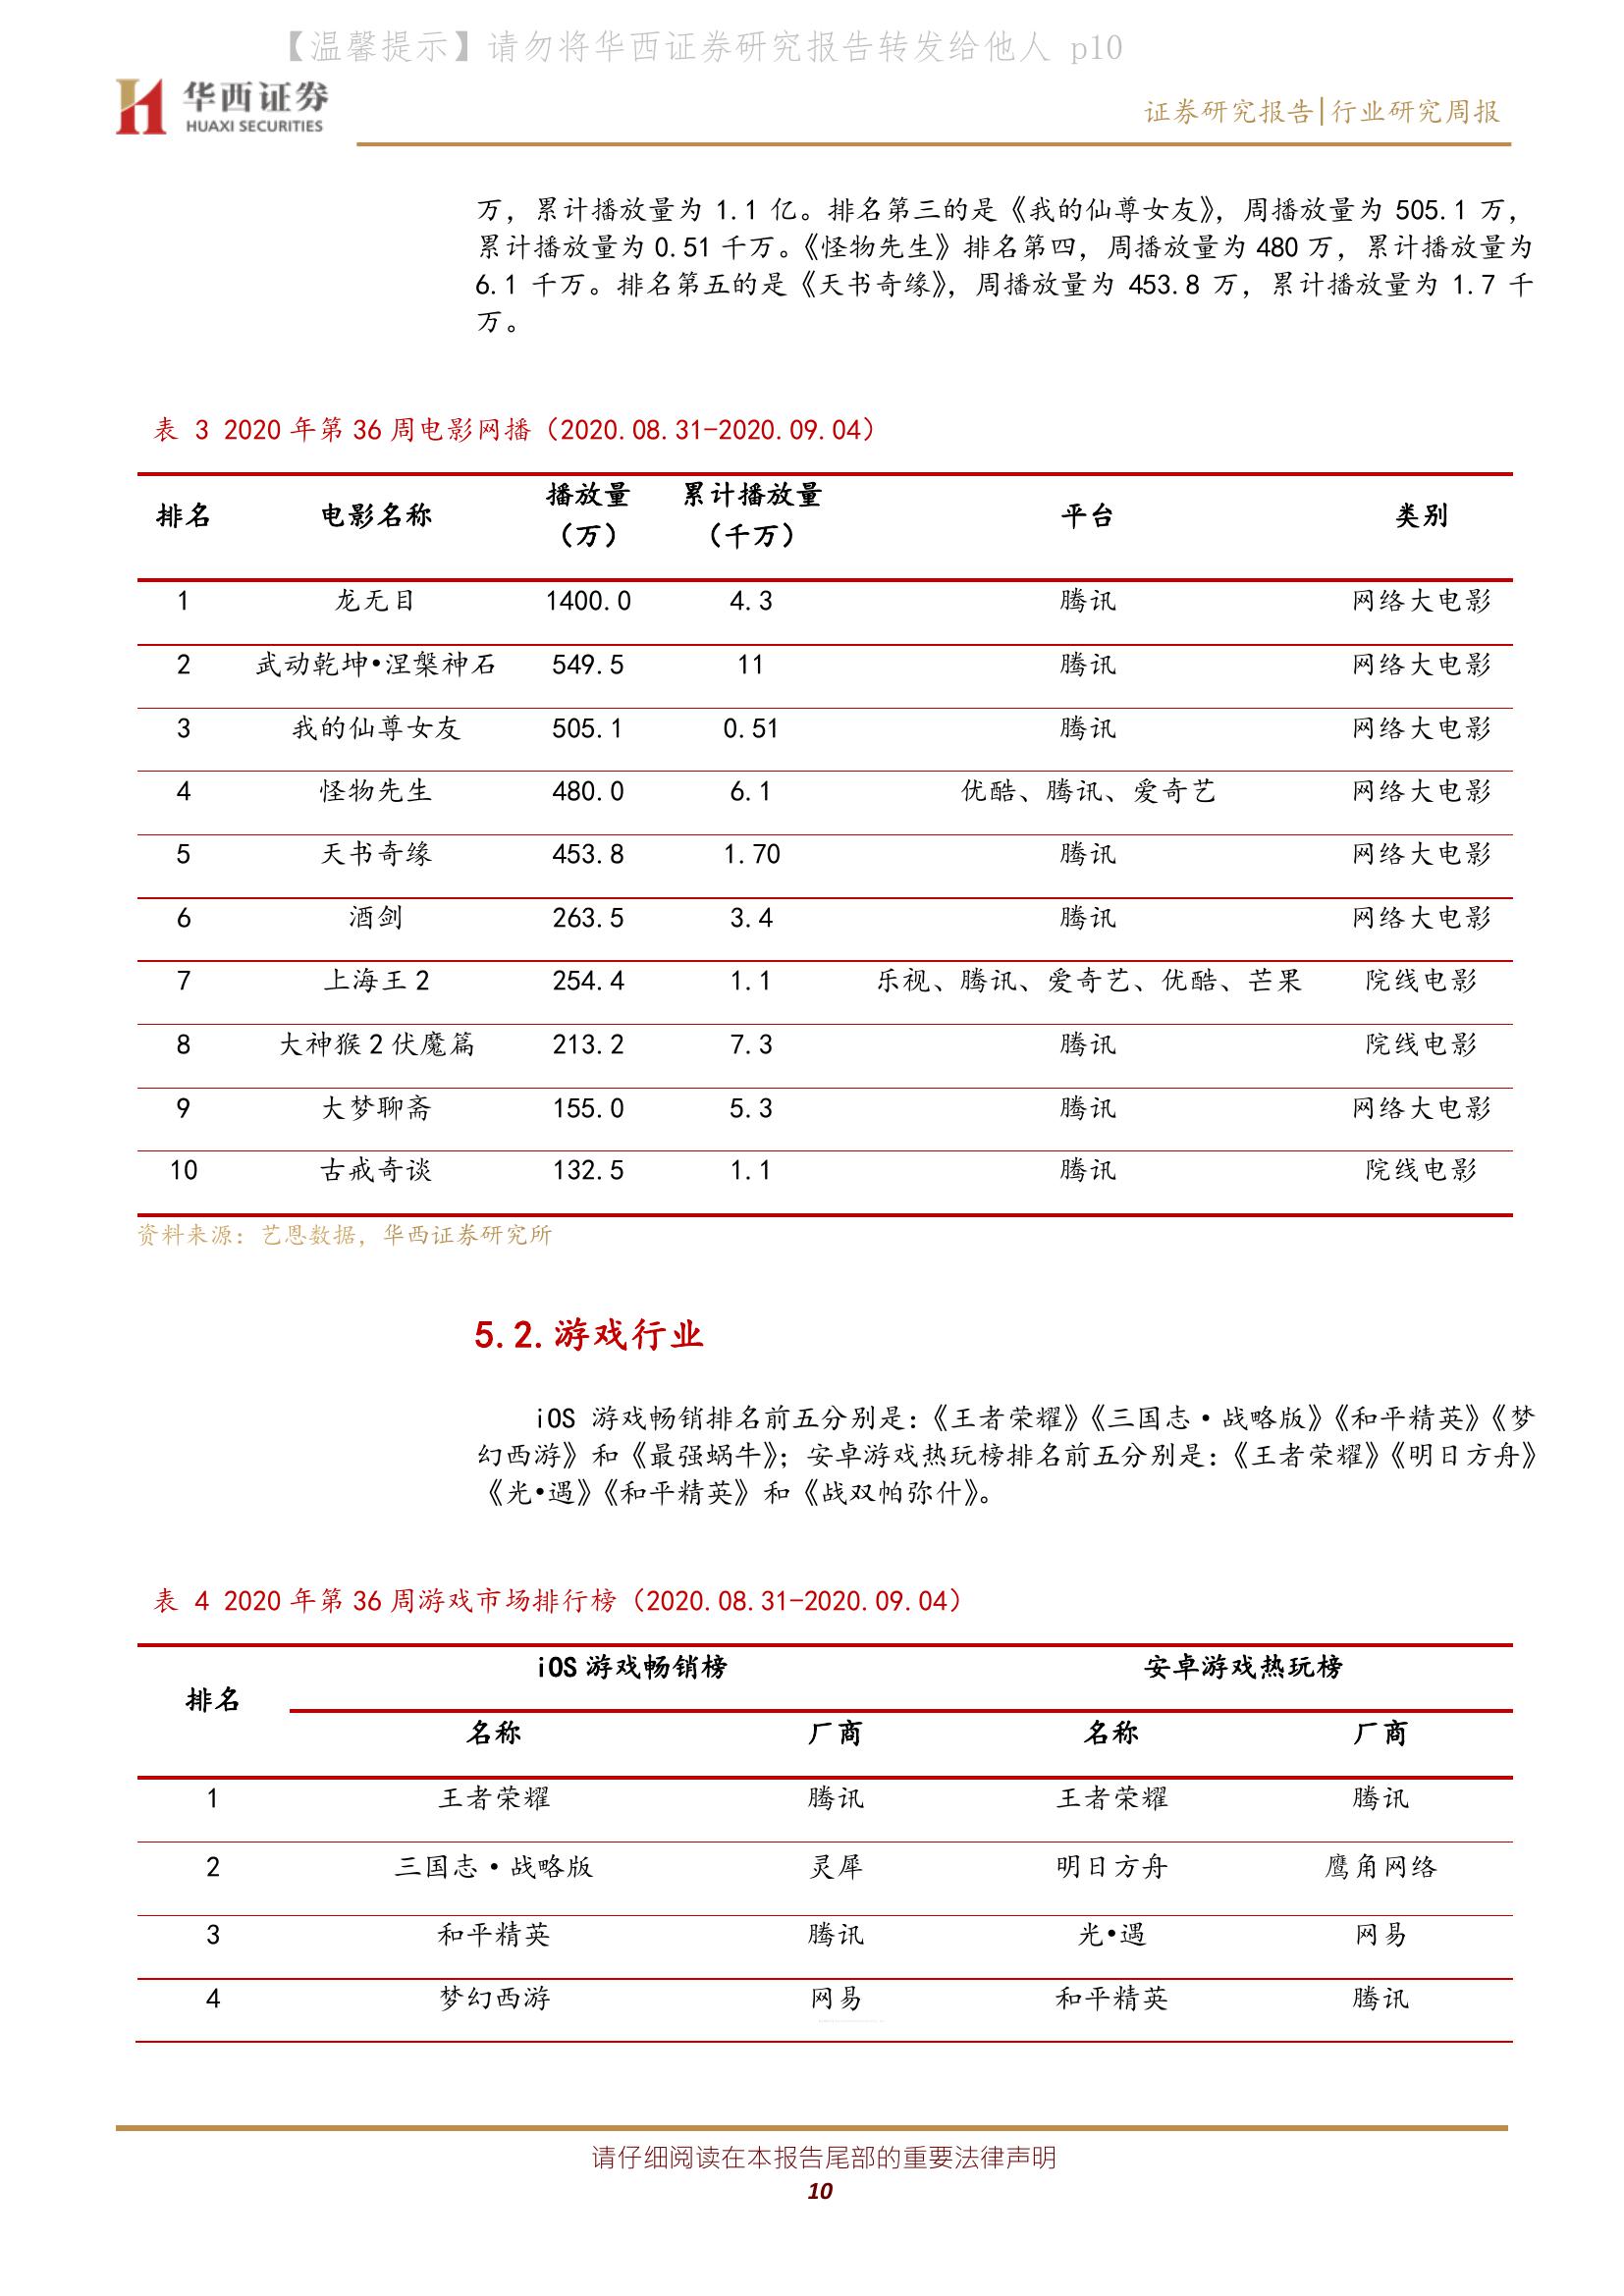 【温馨提示】请勿将华西证券研究报告转发给他人 p10
华西证券
HUAXI SECURITIES
证券研究报告|行业研究周报
万，累计播放量为 1.1 亿。排名第三的是《我的仙尊女友》，周播放量为 505.1 万，
累计播放量为 0.51 千万。《怪物先生》排名第四，周播放量为 480 万，累计播放量为
6.1 千万。排名第五的是《天书奇缘》，周播放量为 453.8 万，累计播放量为 1.7 千
万。
表 3 2020 年第 36 周电影网播（2020.08.31-2020.09.04）
排名 电影名称 播放量（万） 累计播放量（千万） 平台 类别
1 龙无目 1400.0 4.3 腾讯 网络大电影
2 武动乾坤•涅槃神石 549.5 11 腾讯 网络大电影
3 我的仙尊女友 505.1 0.51 腾讯 网络大电影
4 怪物先生 480.0 6.1 优酷、腾讯、爱奇艺 网络大电影
5 天书奇缘 453.8 1.70 腾讯 网络大电影
6 酒剑 263.5 3.4 腾讯 网络大电影
7 上海王 2 254.4 1.1 乐视、腾讯、爱奇艺、优酷、芒果 院线电影
8 大神猴 2 伏魔篇 213.2 7.3 腾讯 院线电影
9 大梦聊斋 155.0 5.3 腾讯 网络大电影
10 古戒奇谈 132.5 1.1 腾讯 院线电影
资料来源：艺恩数据，华西证券研究所
5.2.游戏行业
iOS 游戏畅销排名前五分别是：《王者荣耀》《三国志·战略版》《和平精英》《梦
幻西游》和《最强蜗牛》；安卓游戏热玩榜排名前五分别是：《王者荣耀》《明日方舟》
《光•遇》《和平精英》和《战双帕弥什》。
表 4 2020 年第 36 周游戏市场排行榜（2020.08.31-2020.09.04）
排名 iOS 游戏畅销榜 安卓游戏热玩榜
名称 厂商 名称 厂商
1 王者荣耀 腾讯 王者荣耀 腾讯
2 三国志·战略版 灵犀 明日方舟 鹰角网络
3 和平精英 腾讯 光•遇 网易
4 梦幻西游 网易 和平精英 腾讯
请仔细阅读在本报告尾部的重要法律声明
10